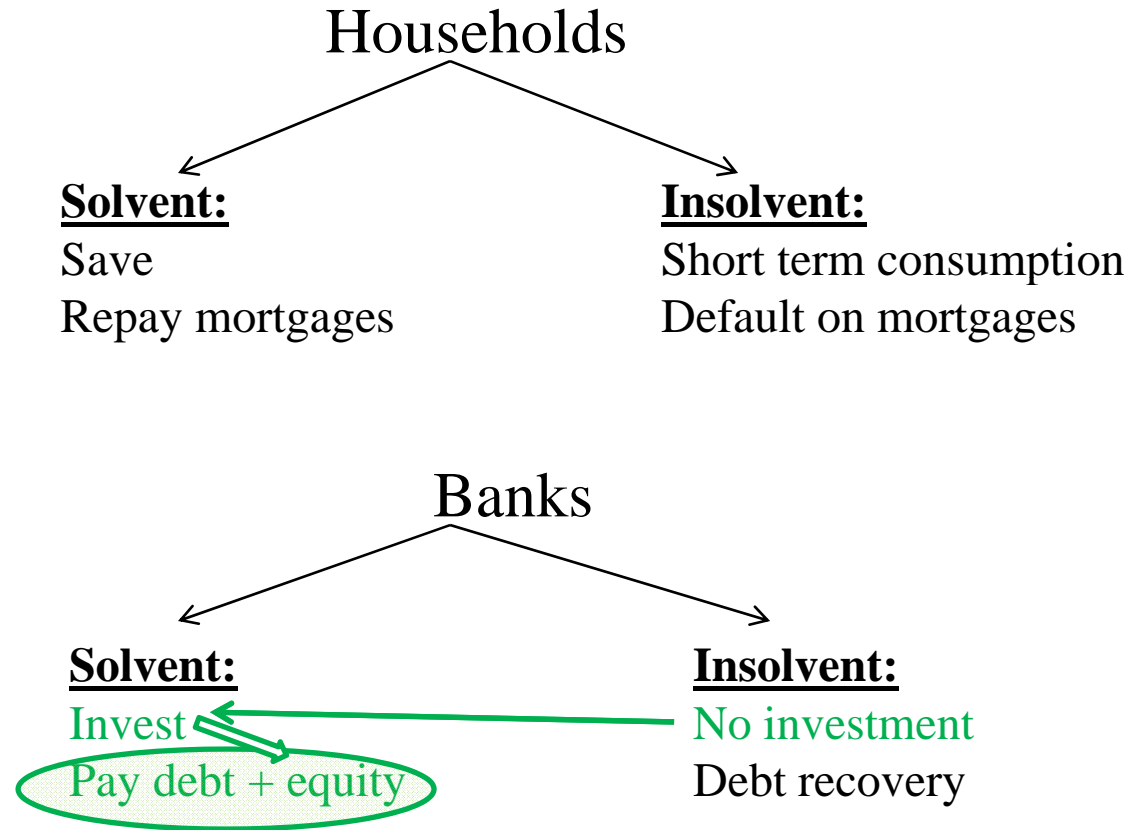 Households
Solvent:
Save
Repay mortgages
Insolvent:
Short term consumption
Default on mortgages
Banks
Solvent:
Invest
Pay debt + equity
Insolvent:
No investment
Debt recovery